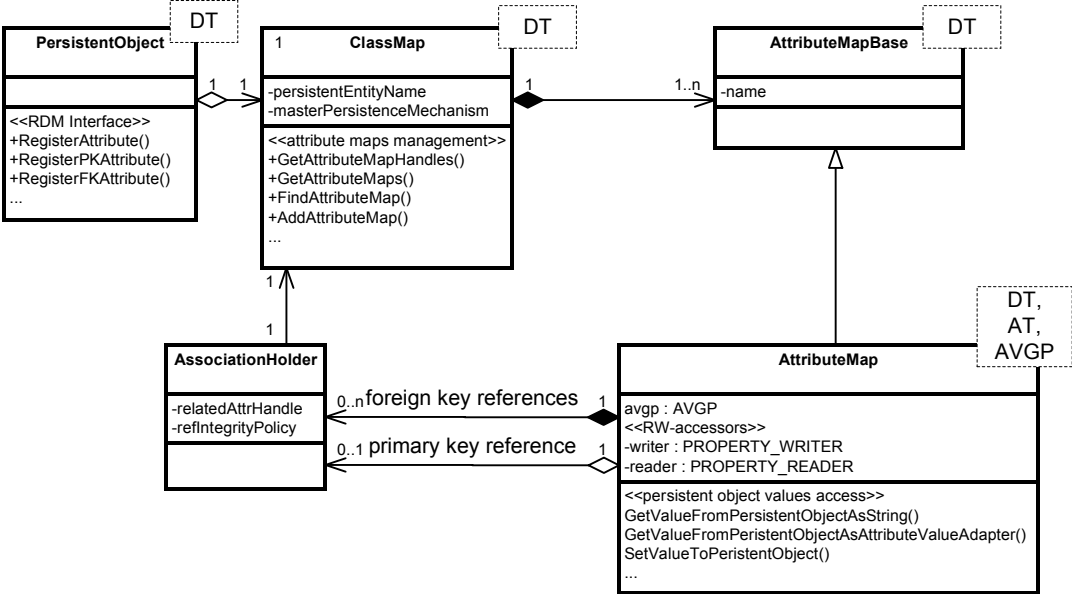 DT
PersistentObject
<<RDM Interface>>
+RegisterAttribute()
+RegisterPKAttribute()
+RegisterFKAttribute()
...
1
1
DT
1
ClassMap
-persistentEntityName
-masterPersistenceMechanism
<<attribute maps management>>
+GetAttributeMapHandles()
+GetAttributeMaps()
+FindAttributeMap()
+AddAttributeMap()
...
1
1..n
DT
AttributeMapBase
-name
1
1
AssociationHolder
-relatedAttrHandle
-refIntegrityPolicy
0..n foreign key references 1
0..1 primary key reference 1
DT,
AT,
AVGP
AttributeMap
avgp : AVGP
<<RW-accessors>>
-writer : PROPERTY_WRITER
-reader : PROPERTY_READER
<<persistent object values access>>
GetValueFromPersistentObjectAsString()
GetValueFromPeristentObjectAsAttributeValueAdapter()
SetValueToPeristentObject()
...